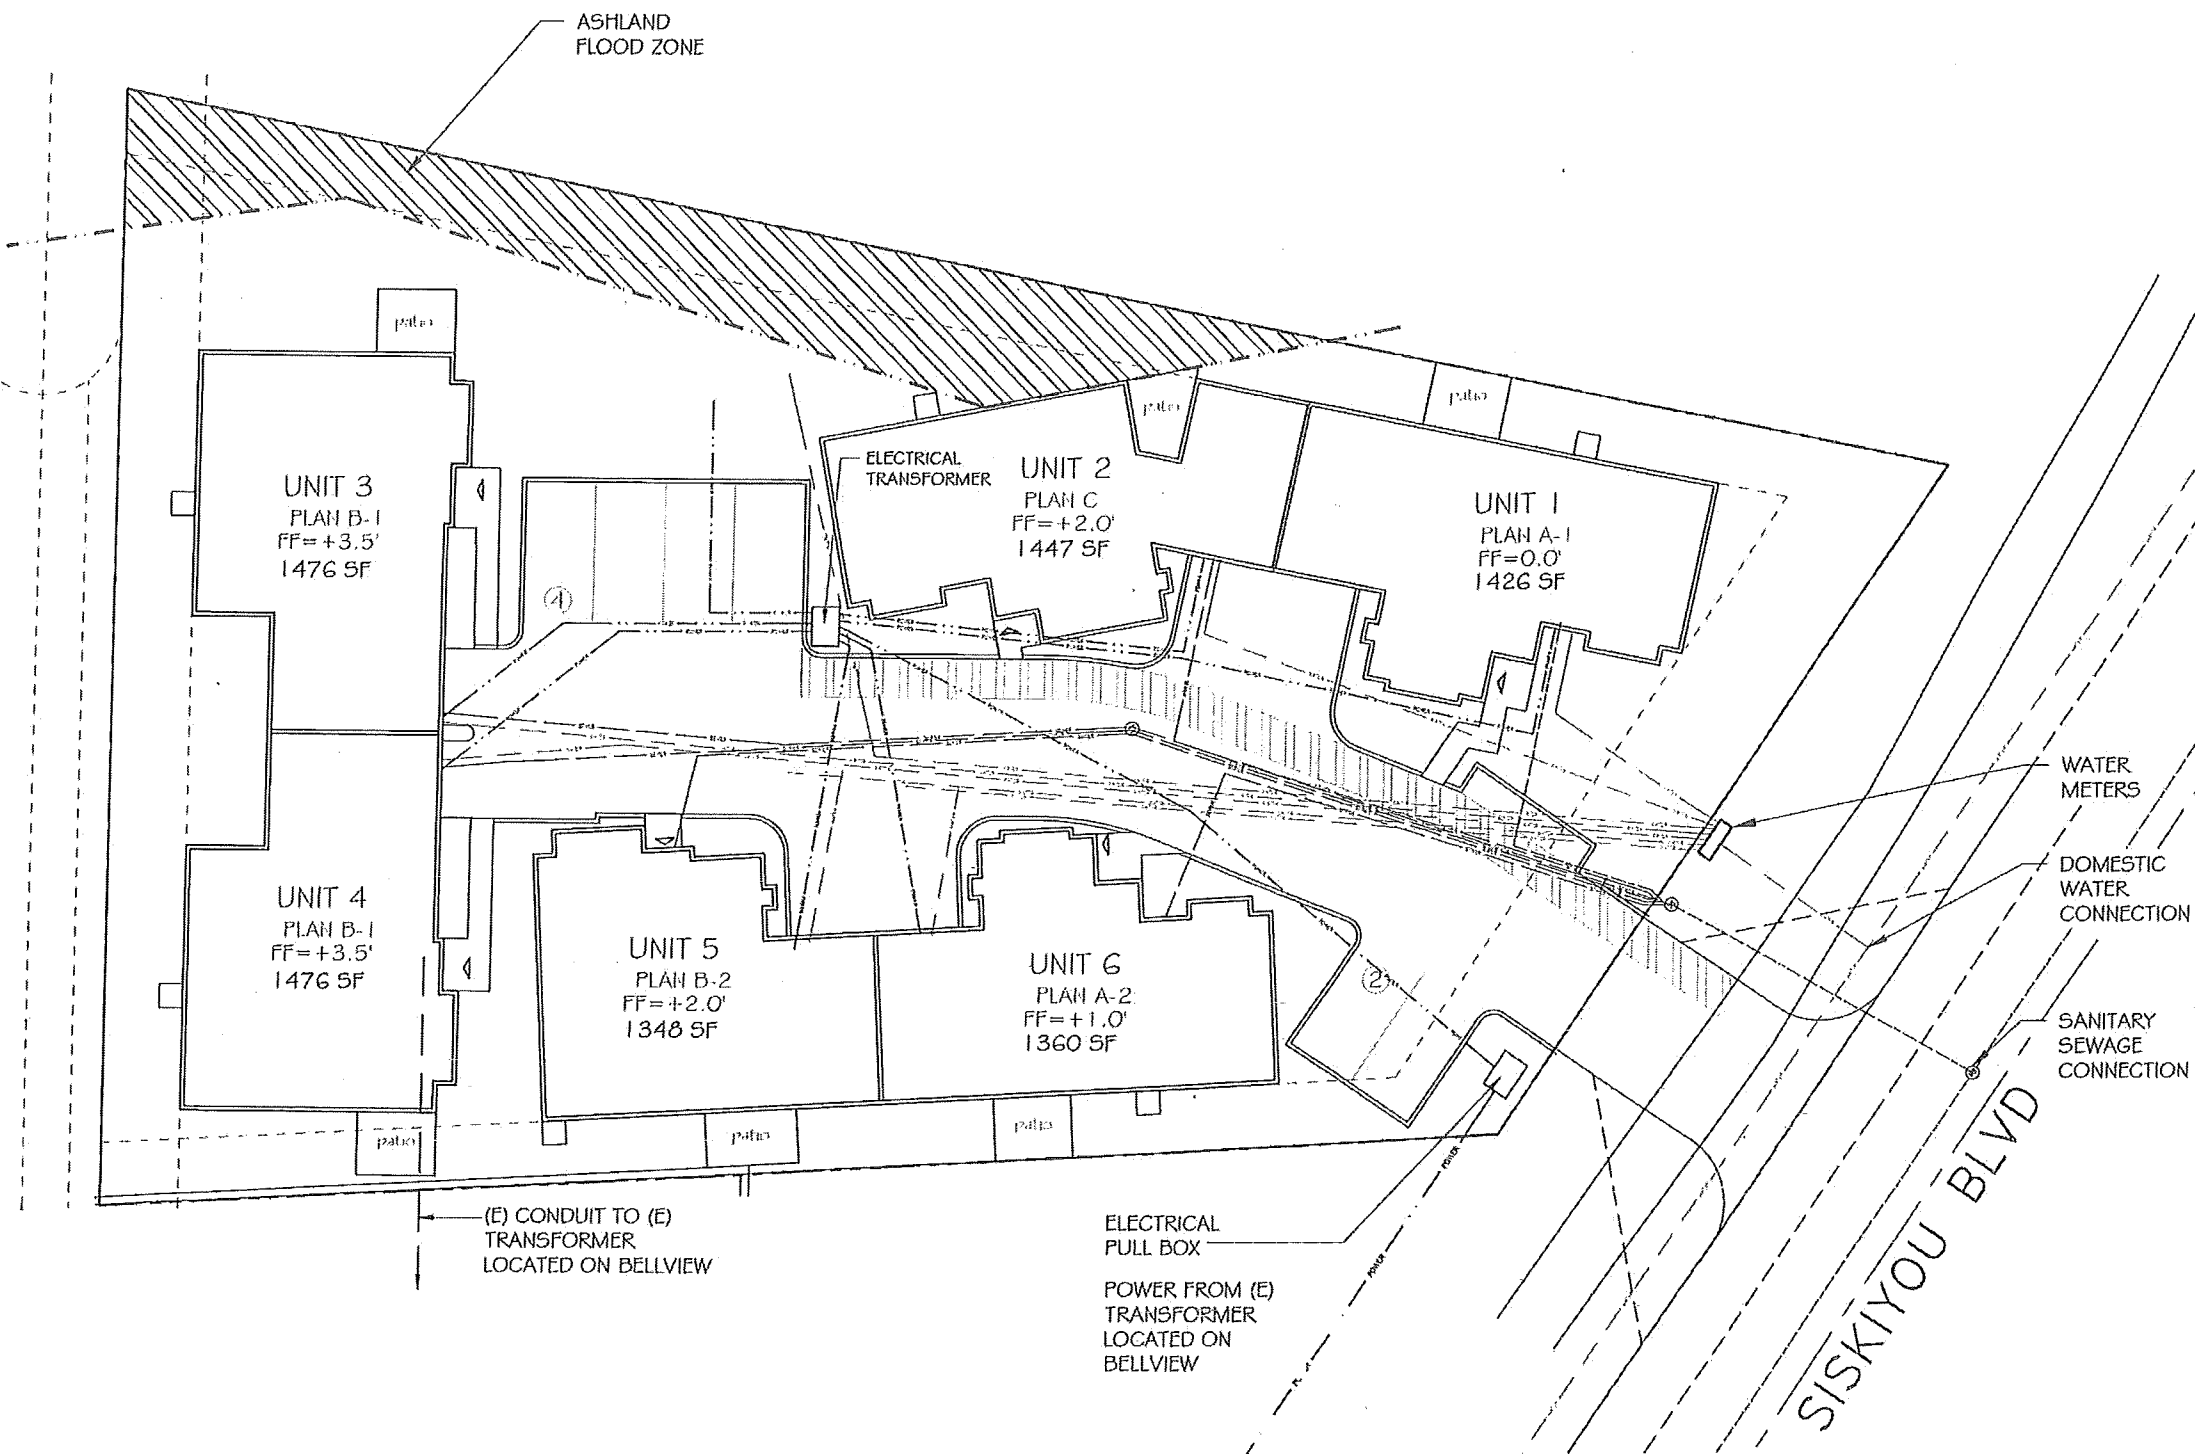 ASHLAND
FLOOD ZONE
patio
UNIT 3
PLAN B-1
FF=+3.5'
1476 SF
ELECTRICAL
TRANSFORMER
UNIT 2
PLAN C
FF=+2.0'
1447 SF
patio
patio
UNIT 1
PLAN A-1
FF=0.0'
1426 SF
4
WATER
METERS
DOMESTIC
WATER
CONNECTION
UNIT 4
PLAN B-1
FF=+3.5'
1476 SF
UNIT 5
PLAN B-2
FF=+2.0'
1348 SF
UNIT 6
PLAN A-2
FF=+1.0'
1360 SF
2
SANITARY
SEWAGE
CONNECTION
patio
patio
patio
POWER
POWER
SISKIYOU BLVD
(E) CONDUIT TO (E)
TRANSFORMER
LOCATED ON BELLVIEW
ELECTRICAL
PULL BOX
POWER FROM (E)
TRANSFORMER
LOCATED ON
BELLVIEW